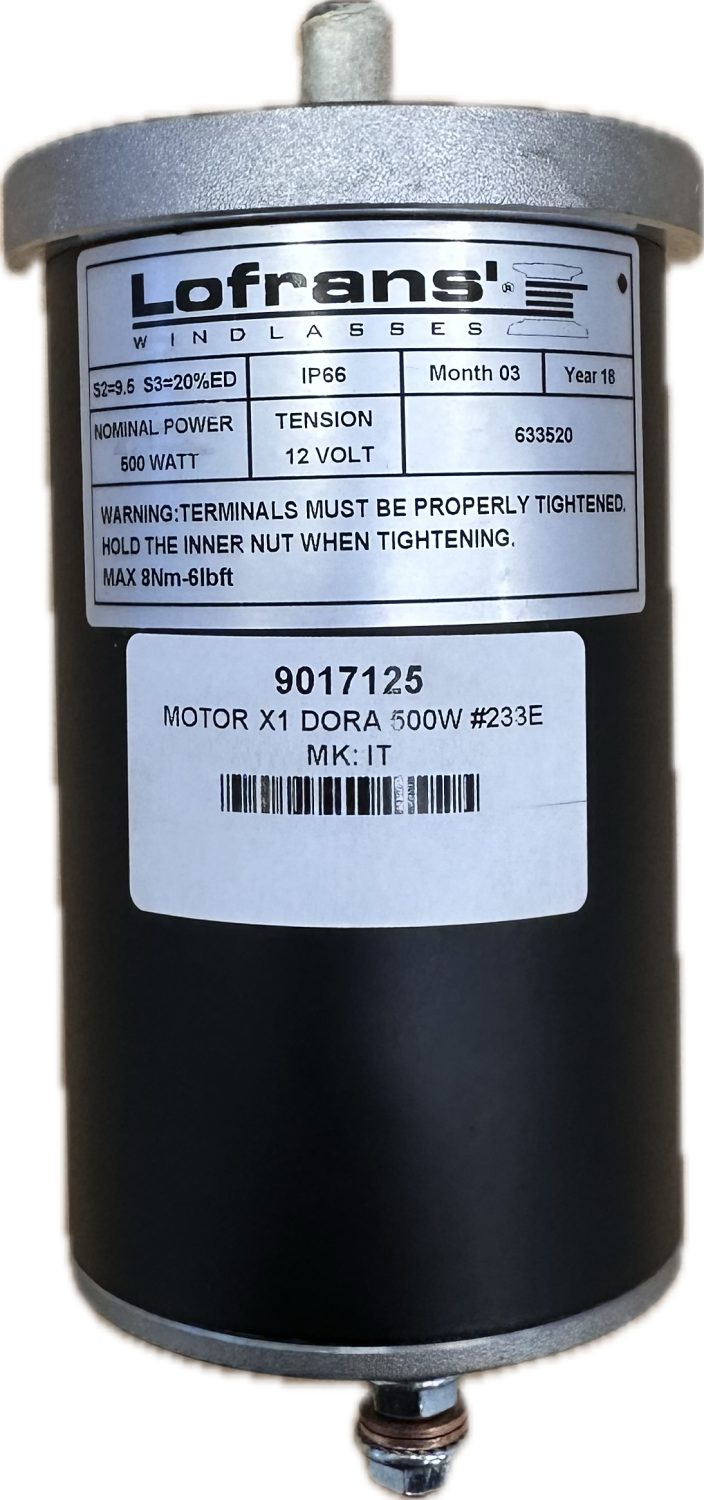 Lofrans'®
WINDLASSES
S2=9.5 S3=20%ED IP66 Month 03 Year 18
NOMINAL POWER
500 WATT
TENSION
12 VOLT
633520
WARNING:TERMINALS MUST BE PROPERLY TIGHTENED.
HOLD THE INNER NUT WHEN TIGHTENING.
MAX 8Nm-6lbft
9017125
MOTOR X1 DORA 500W #233E
MK: IT